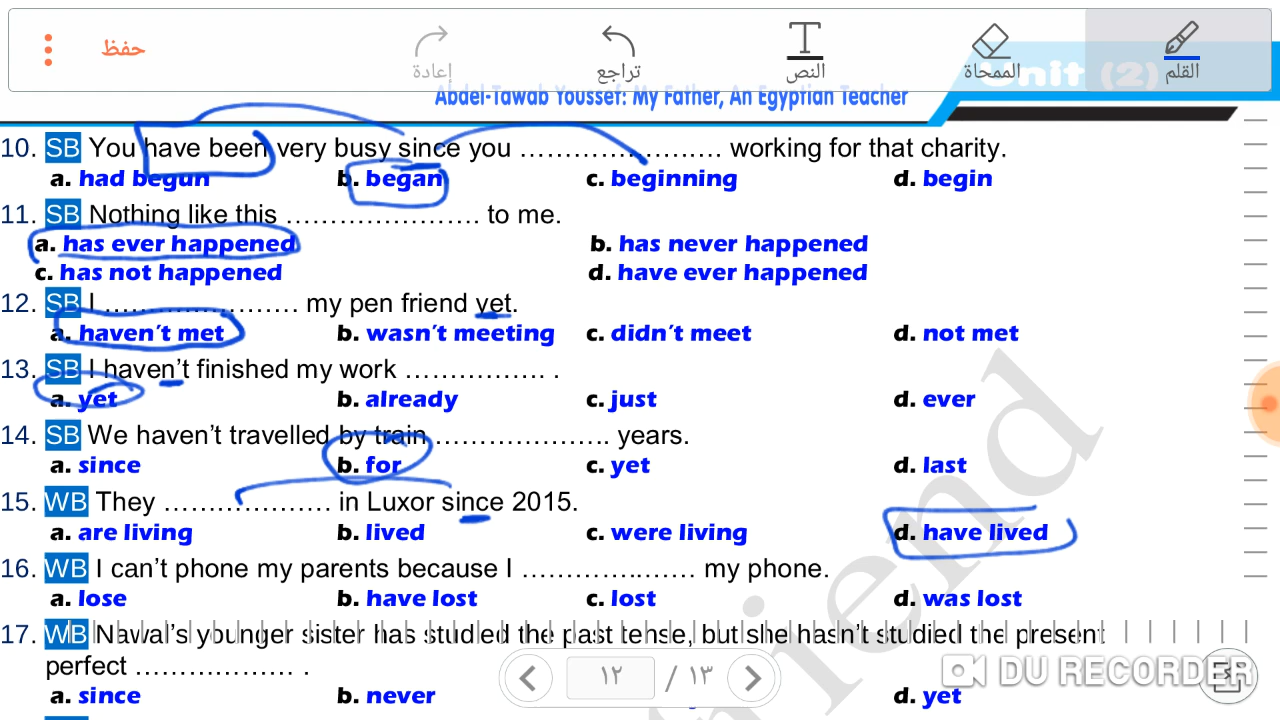 حفظ
إعادة
تراجع
النص
الممحاة
القلم
Unit (2)
Abdel-Tawab Youssef: My Father, An Egyptian Teacher
10. SB You have been very busy since you …………………… working for that charity.
a. had begun b. began c. beginning d. begin
11. SB Nothing like this …………………. to me.
a. has ever happened b. has never happened
c. has not happened d. have ever happened
12. SB I …………………. my pen friend yet.
a. haven't met b. wasn't meeting c. didn't meet d. not met
13. SB I haven't finished my work ……………. .
a. yet b. already c. just d. ever
14. SB We haven't travelled by train ………………... years.
a. since b. for c. yet d. last
15. WB They ………………. in Luxor since 2015.
a. are living b. lived c. were living d. have lived
16. WB I can't phone my parents because I ………………. my phone.
a. lose b. have lost c. lost d. was lost
17. WB Nawal's younger sister has studied the past tense, but she hasn't studied the present
perfect ……………… .
a. since b. never d. yet
١٢ / ١٣
DU RECORDER
iend